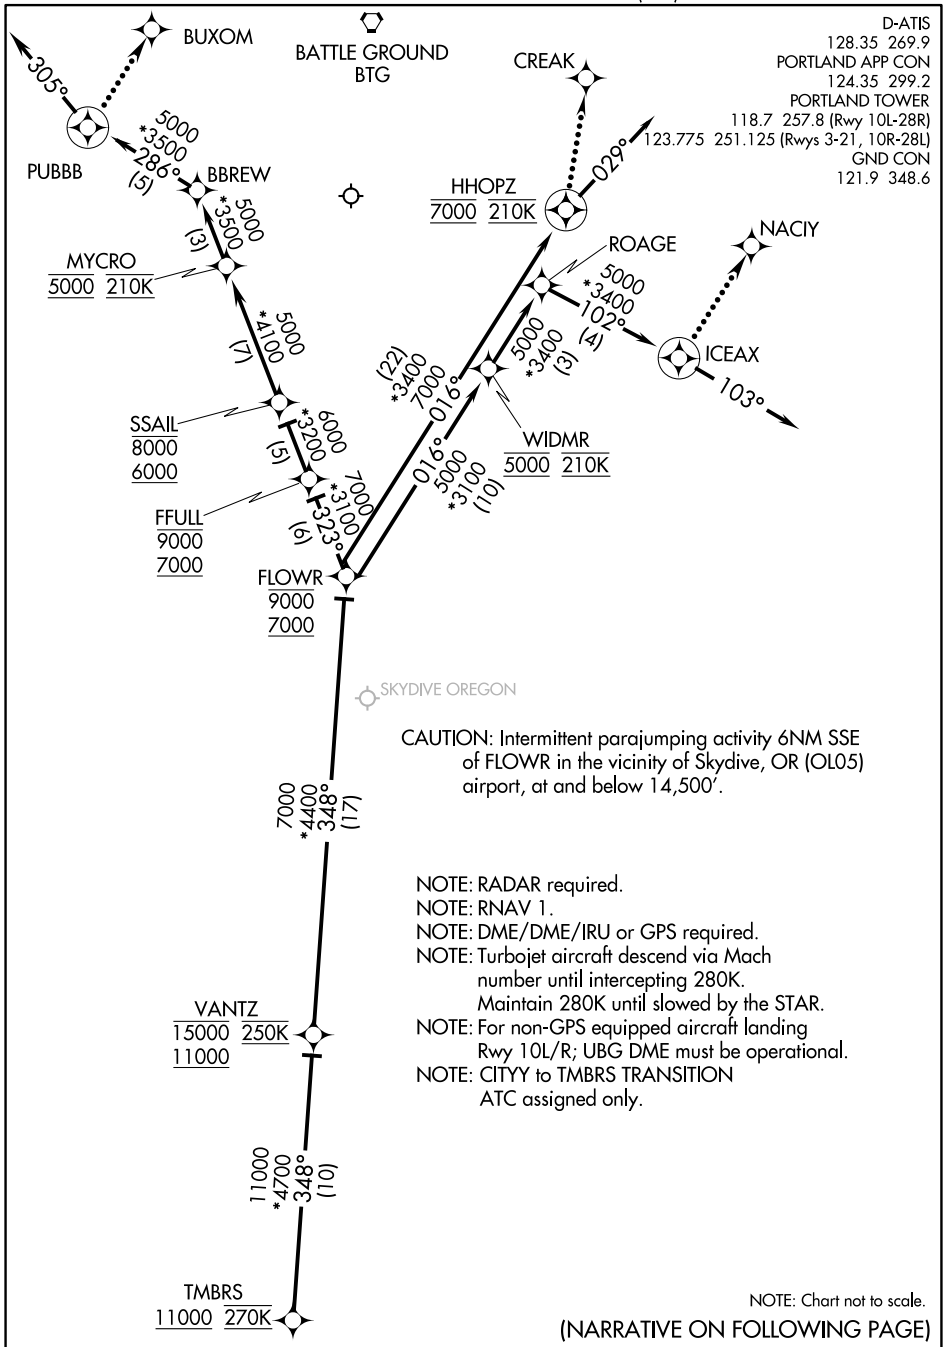 D-ATIS
128.35 269.9
PORTLAND APP CON
124.35 299.2
PORTLAND TOWER
118.7 257.8 (Rwy 10L-28R)
123.775 251.125 (Rwys 3-21, 10R-28L)
GND CON
121.9 348.6
BUXOM
BATTLE GROUND
BTG
CREAK
305°
PUBBB
5000
*3500
286°
(5)
BBREW
029°
HHOPZ
7000 210K
5000
*3500
(3)
MYCRO
5000 210K
ROAGE
NACIY
5000
*3400
102°
(4)
ICEAX
103°
5000
*4100
(7)
(22)
*3400
7000
016°
5000
*3400
(3)
WIDMR
5000 210K
SSAIL
8000
6000
6000
*3200
(5)
016°
5000
*3100
(10)
FFULL
9000
7000
7000
*3100
323°
(6)
FLOWR
9000
7000
SKYDIVE OREGON
CAUTION: Intermittent parajumping activity 6NM SSE
of FLOWR in the vicinity of Skydive, OR (OL05)
airport, at and below 14,500'.
7000
*4400
348°
(17)
NOTE: RADAR required.
NOTE: RNAV 1.
NOTE: DME/DME/IRU or GPS required.
NOTE: Turbojet aircraft descend via Mach
number until intercepting 280K.
Maintain 280K until slowed by the STAR.
NOTE: For non-GPS equipped aircraft landing
Rwy 10L/R; UBG DME must be operational.
NOTE: CITYY to TMBRS TRANSITION
ATC assigned only.
VANTZ
15000 250K
11000
11000
*4700
348°
(10)
TMBRS
11000 270K
NOTE: Chart not to scale.
(NARRATIVE ON FOLLOWING PAGE)